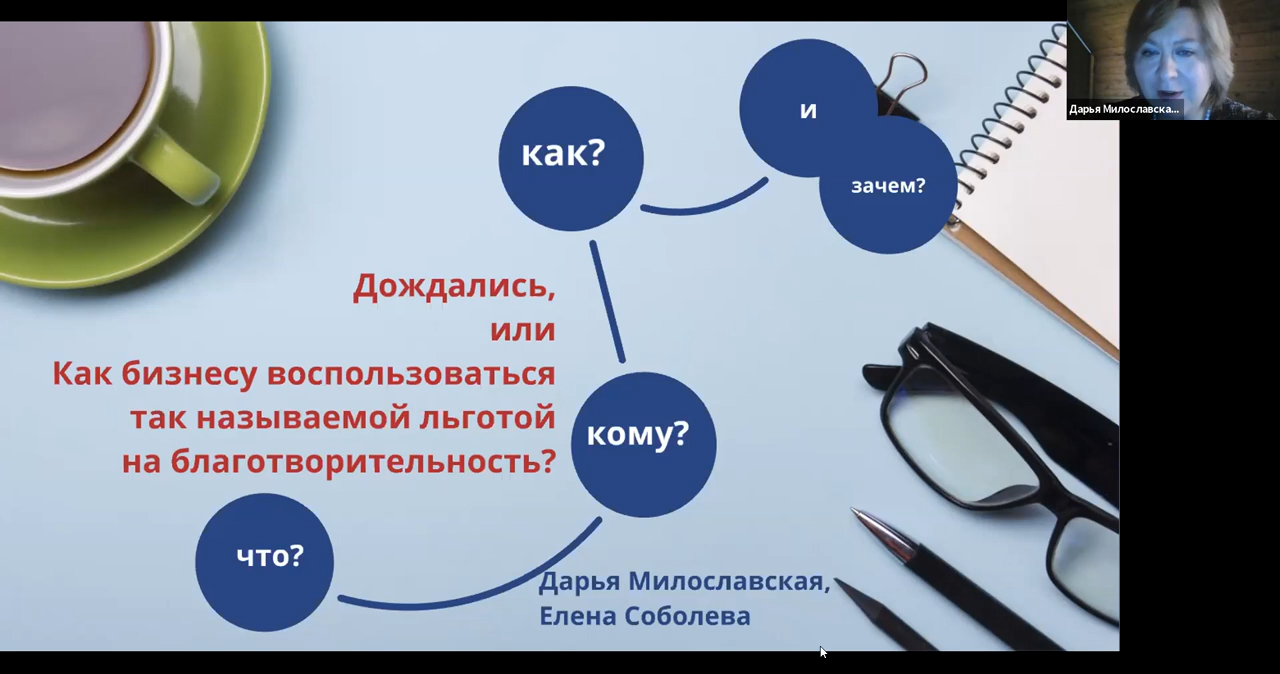 как?
и
зачем?
Дождались,
или
Как бизнесу воспользоваться
так называемой льготой
на благотворительность?
кому?
что?
Дарья Милославская,
Елена Соболева
Дарья Милославска...